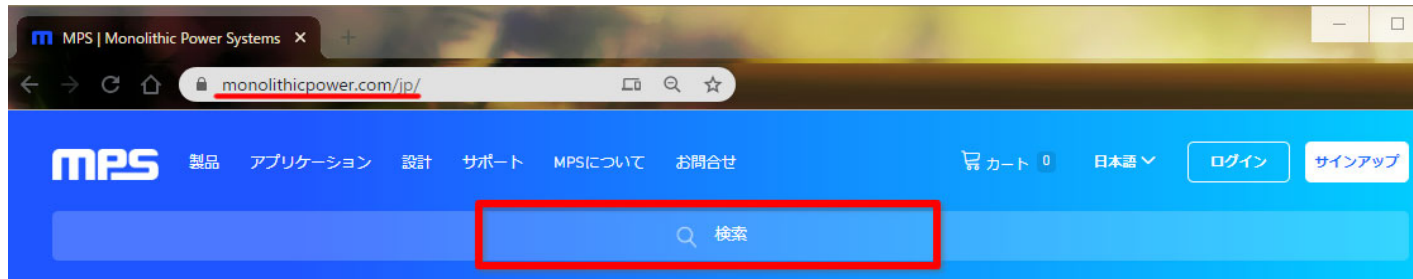 MPS | Monolithic Power Systems
monolithicpower.com/jp/
mps 製品 アプリケーション 設計 サポート MPSについて お問合せ カート 0 日本語 ログイン サインアップ
検索